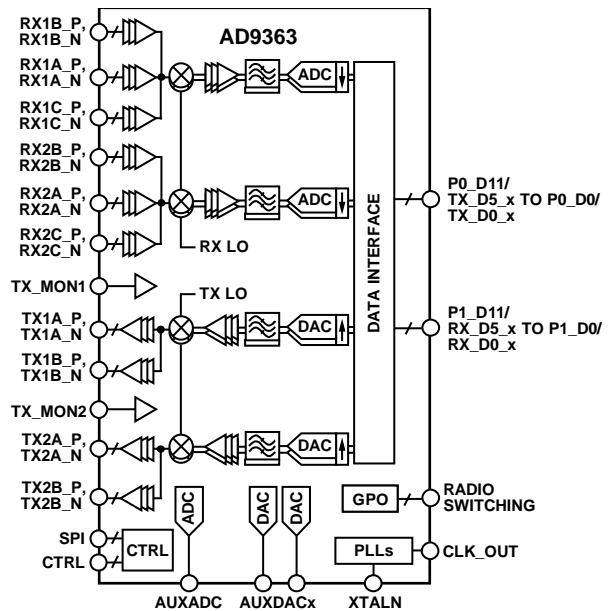 AD9363
RX1B_P,
RX1B_N
RX1A_P,
RX1A_N
RX1C_P,
RX1C_N
RX2B_P,
RX2B_N
RX2A_P,
RX2A_N
RX2C_P,
RX2C_N
TX_MON1
TX1A_P,
TX1A_N
TX1B_P,
TX1B_N
TX_MON2
TX2A_P,
TX2A_N
TX2B_P,
TX2B_N
SPI
CTRL
CTRL
ADC
ADC
RX LO
TX LO
DAC
DAC
DATA INTERFACE
P0_D11/
TX_D5_x TO P0_D0/
TX_D0_x
P1_D11/
RX_D5_x TO P1_D0/
RX_D0_x
ADC
DAC
DAC
GPO
RADIO
SWITCHING
PLLs
CLK_OUT
AUXADC
AUXDACx
XTALN